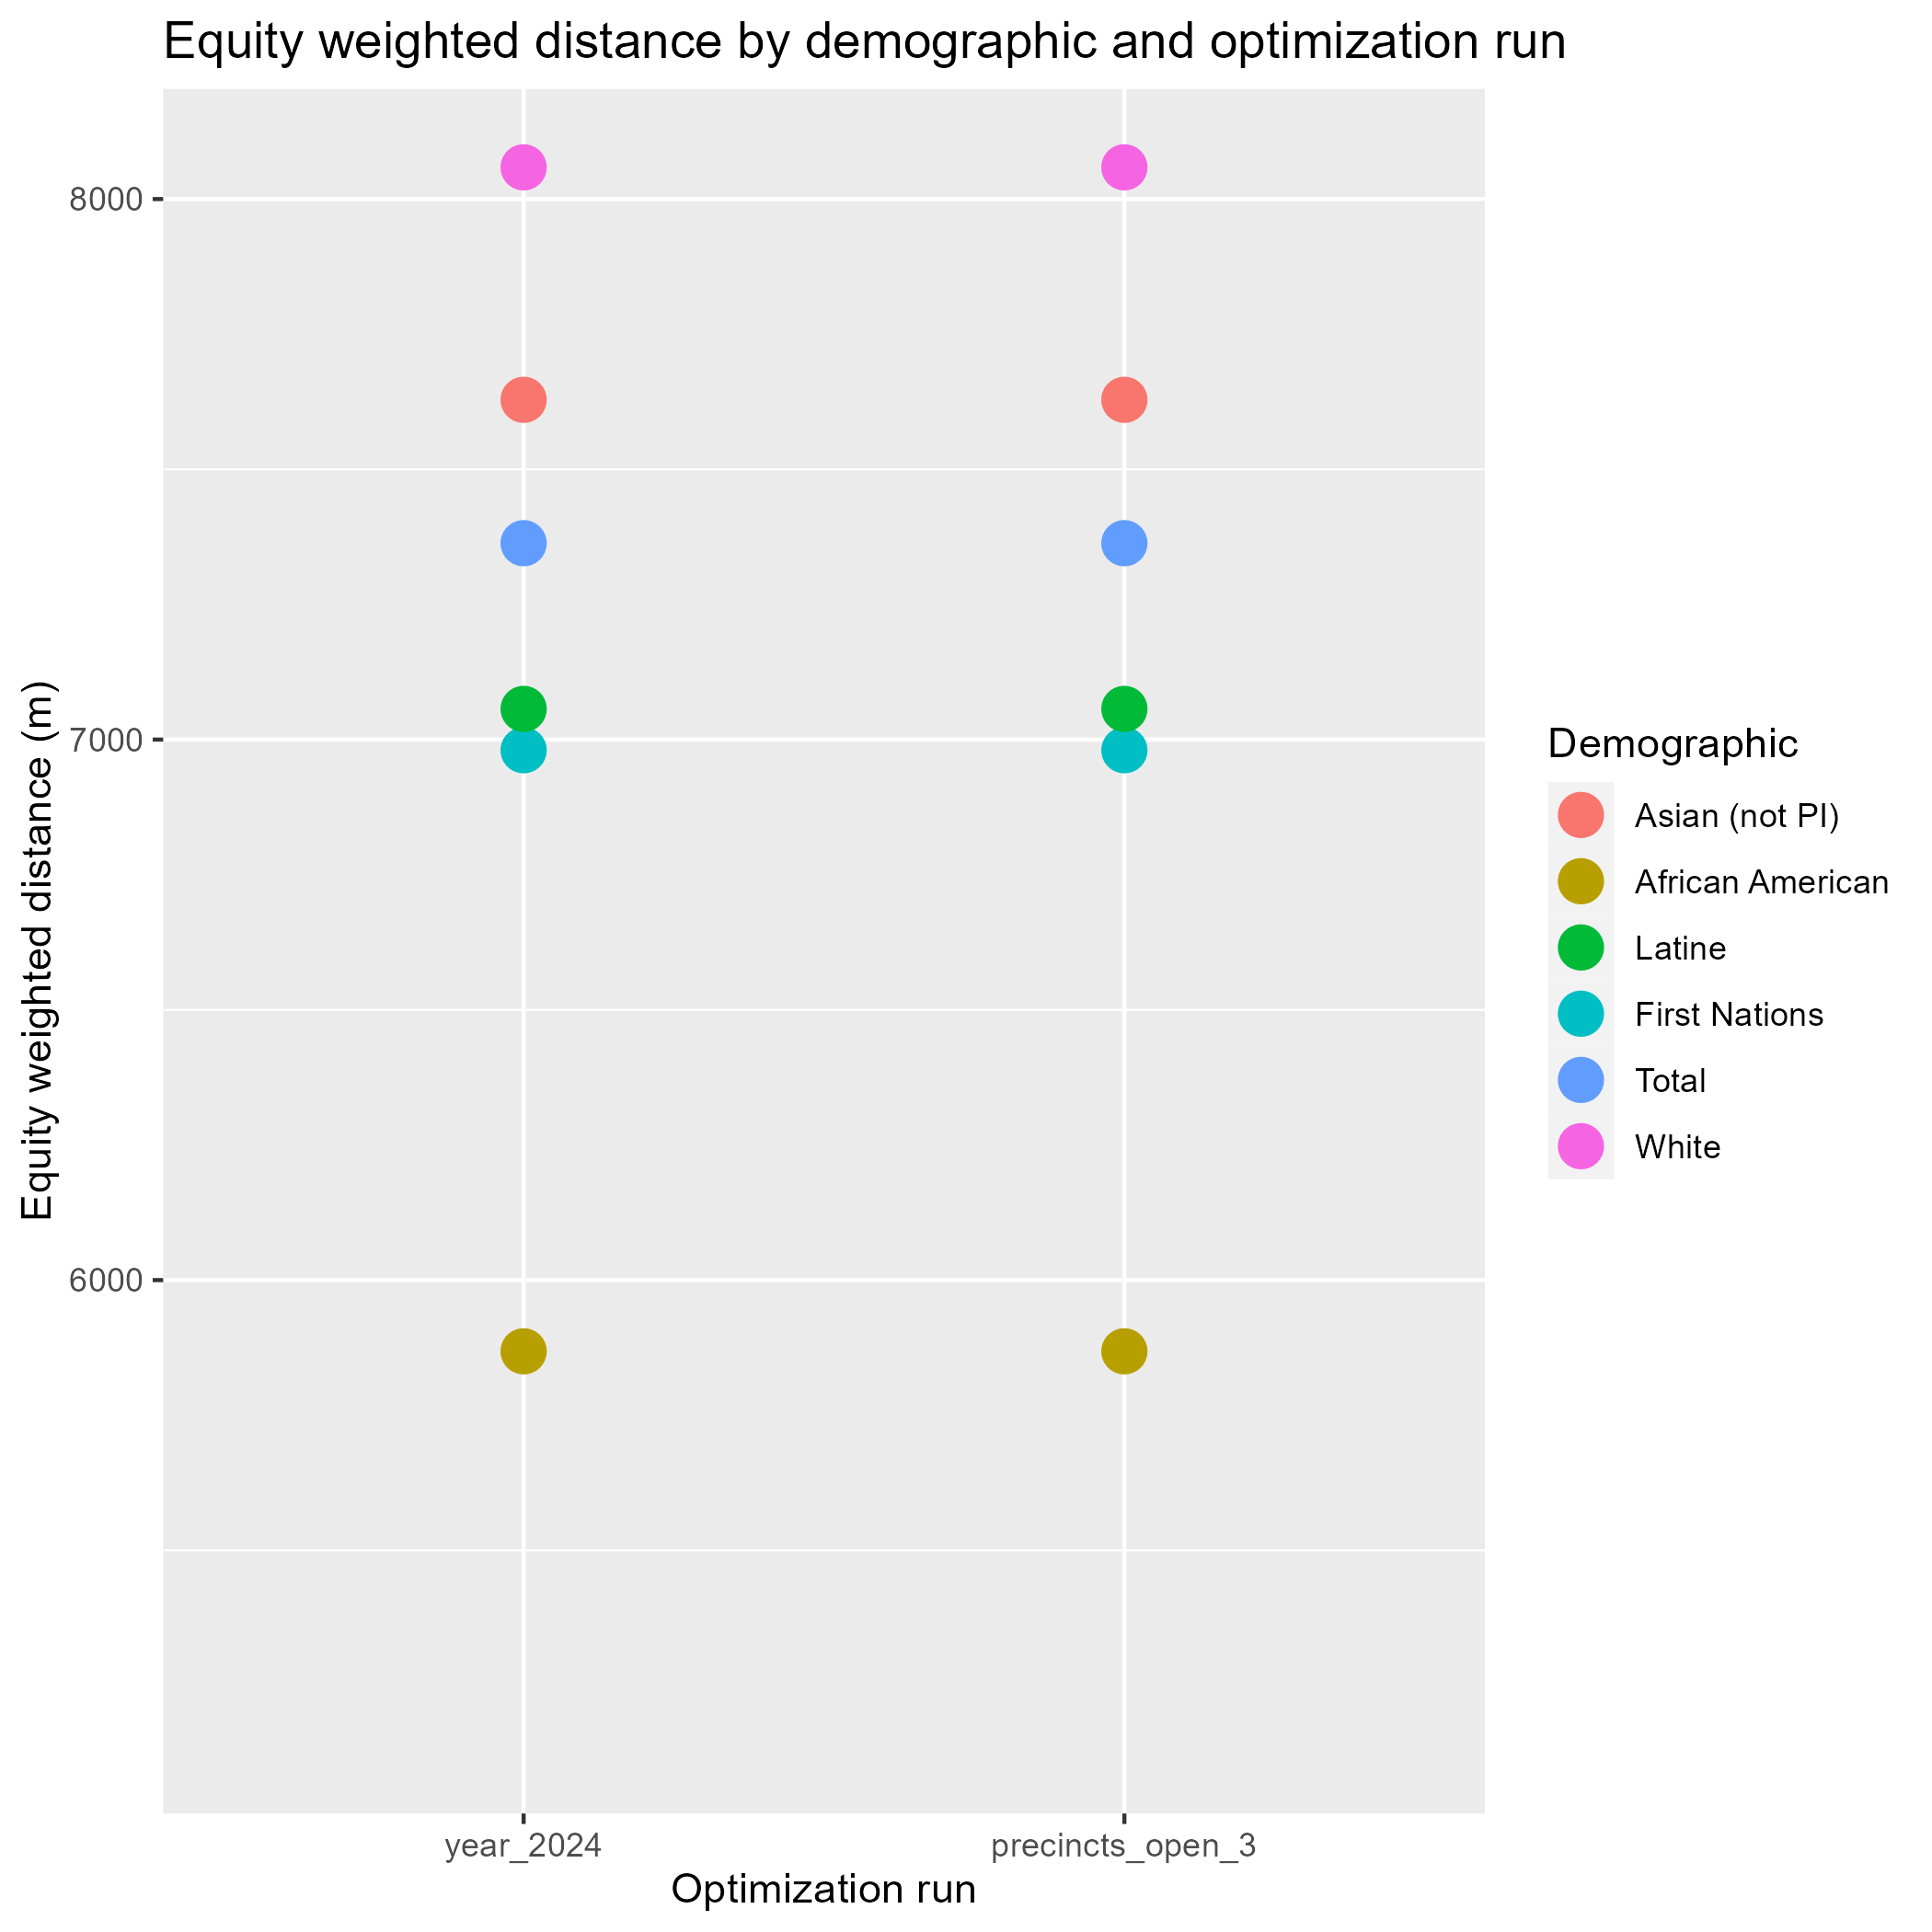 Equity weighted distance by demographic and optimization run
Equity weighted distance (m)
8000
7000
6000
year_2024
precincts_open_3
Optimization run
Demographic
Asian (not PI)
African American
Latine
First Nations
Total
White